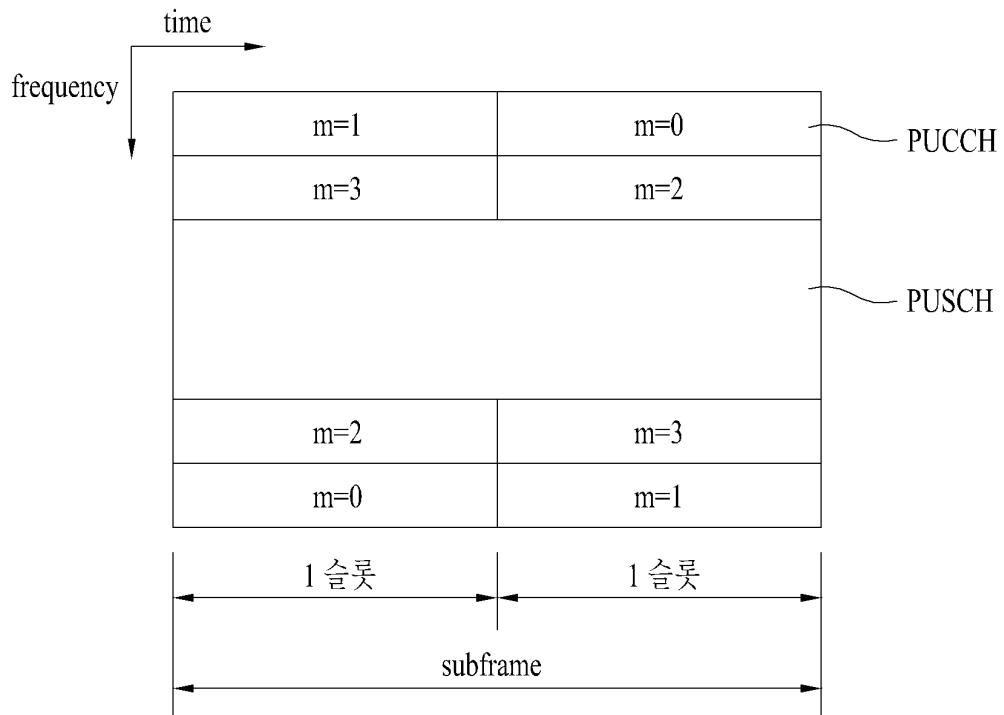 time
frequency
m=1 m=0
PUCCH
m=3 m=2
PUSCH
m=2 m=3
m=0 m=1
1 슬롯 1 슬롯
subframe